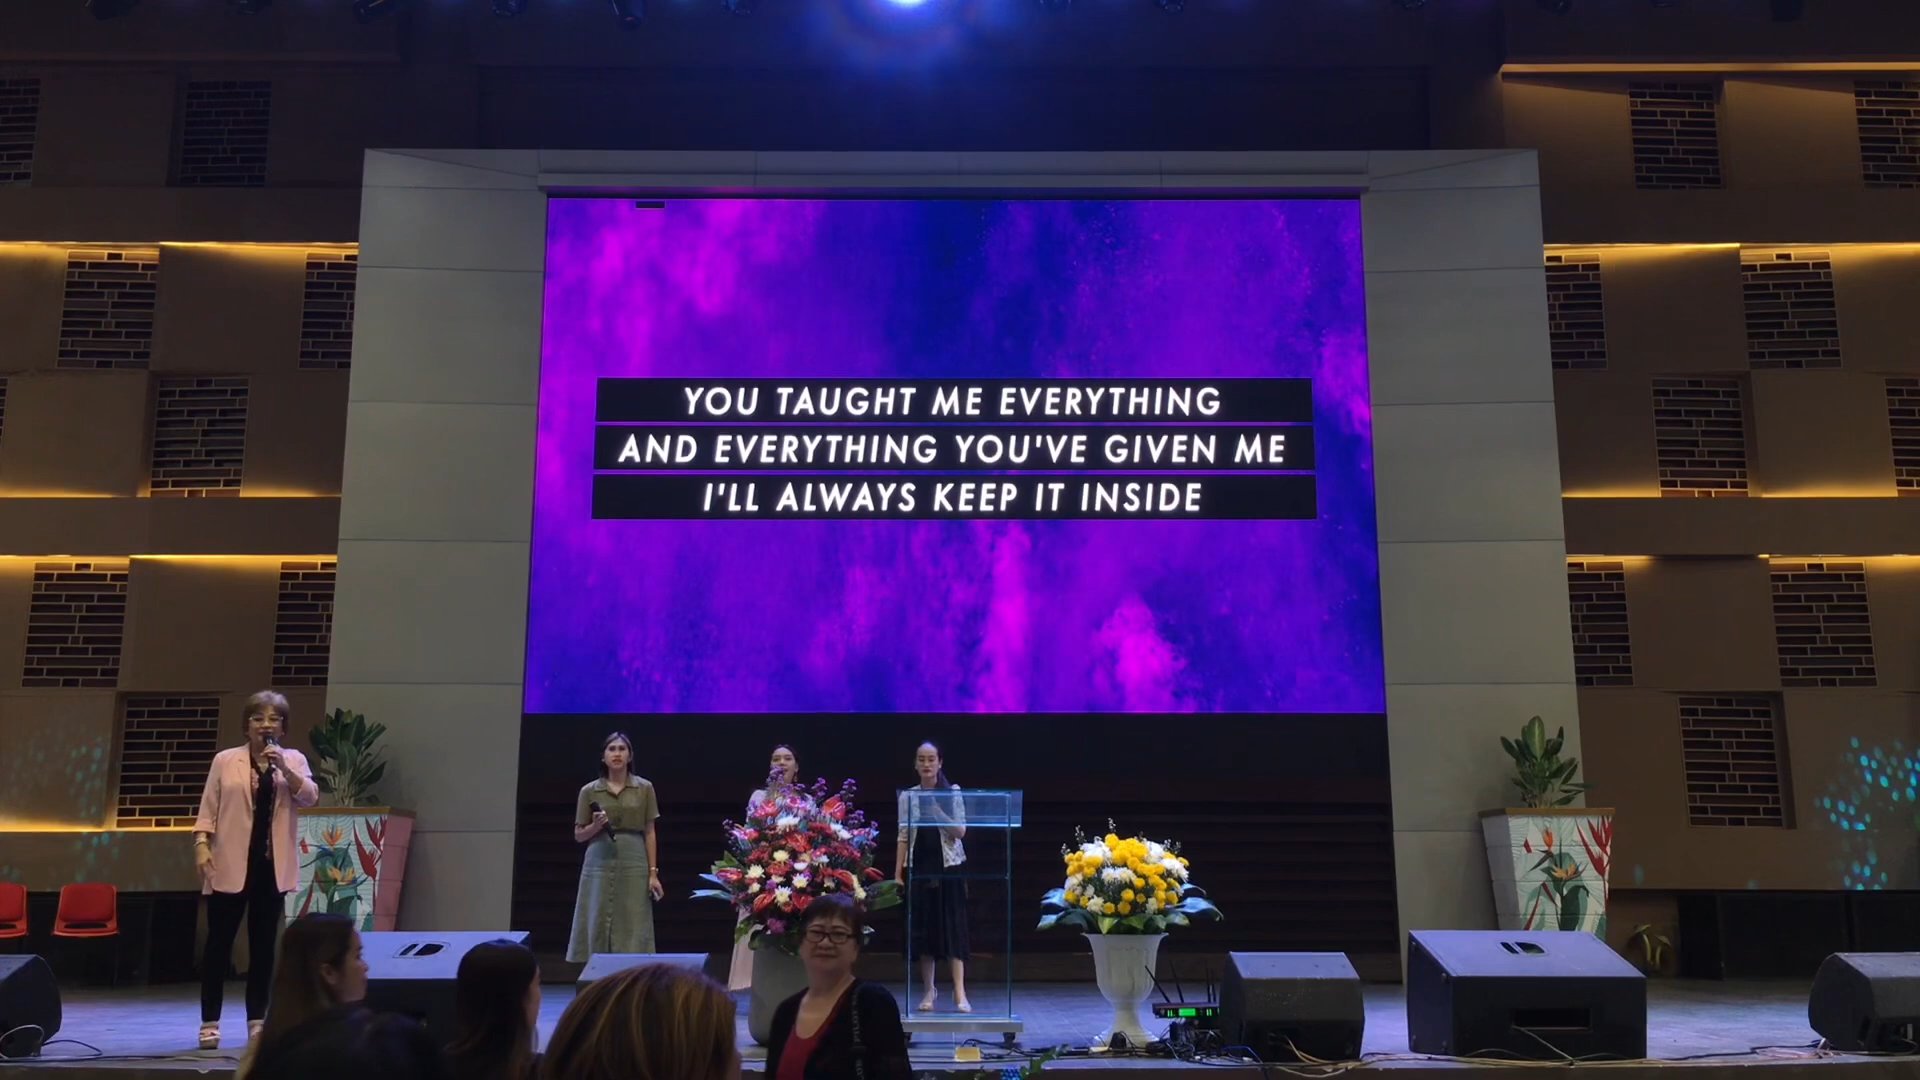 YOU TAUGHT ME EVERYTHING
AND EVERYTHING YOU'VE GIVEN ME
I'LL ALWAYS KEEP IT INSIDE